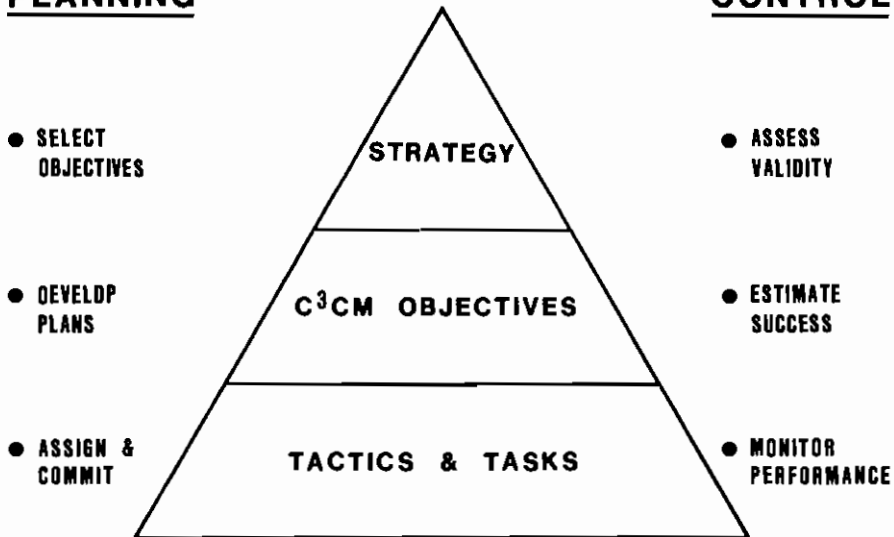 PLANNING
CONTROL
● SELECT
OBJECTIVES
STRATEGY
● ASSESS
VALIDITY
● DEVELOP
PLANS
C³CM OBJECTIVES
● ESTIMATE
SUCCESS
● ASSIGN &
COMMIT
TACTICS & TASKS
● MONITOR
PERFORMANCE